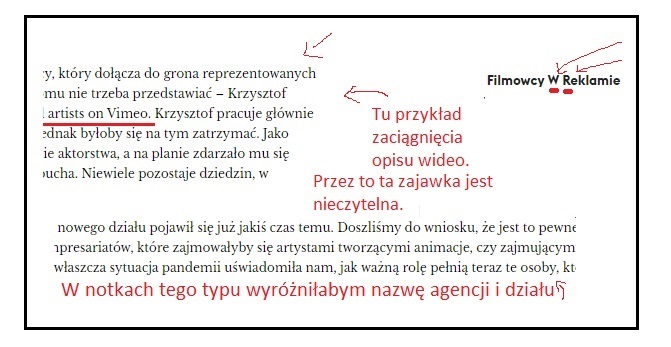 cy, który dołącza do grona reprezentowanych
Filmowcy W Reklamie
emu nie trzeba przedstawiać – Krzysztof
artists on Vimeo. Krzysztof pracuje głównie
ednak byłoby się na tym zatrzymać. Jako
ie aktorstwa, a na planie zdarzało mu się
oucha. Niewiele pozostaje dziedzin, w
Tu przykład
zaciągnięcia
opisu wideo.
Przez to ta zajawka jest
nieczytelna.
nowego działu pojawił się już jakiś czas temu. Doszliśmy do wniosku, że jest to pewne
mpresariatów, które zajmowałyby się artystami tworzącymi animacje, czy zajmującym
właszcza sytuacja pandemii uświadomiła nam, jak ważną rolę pełnią teraz te osoby, kt
W notkach tego typu wyróżniłabym nazwę agencji i działu